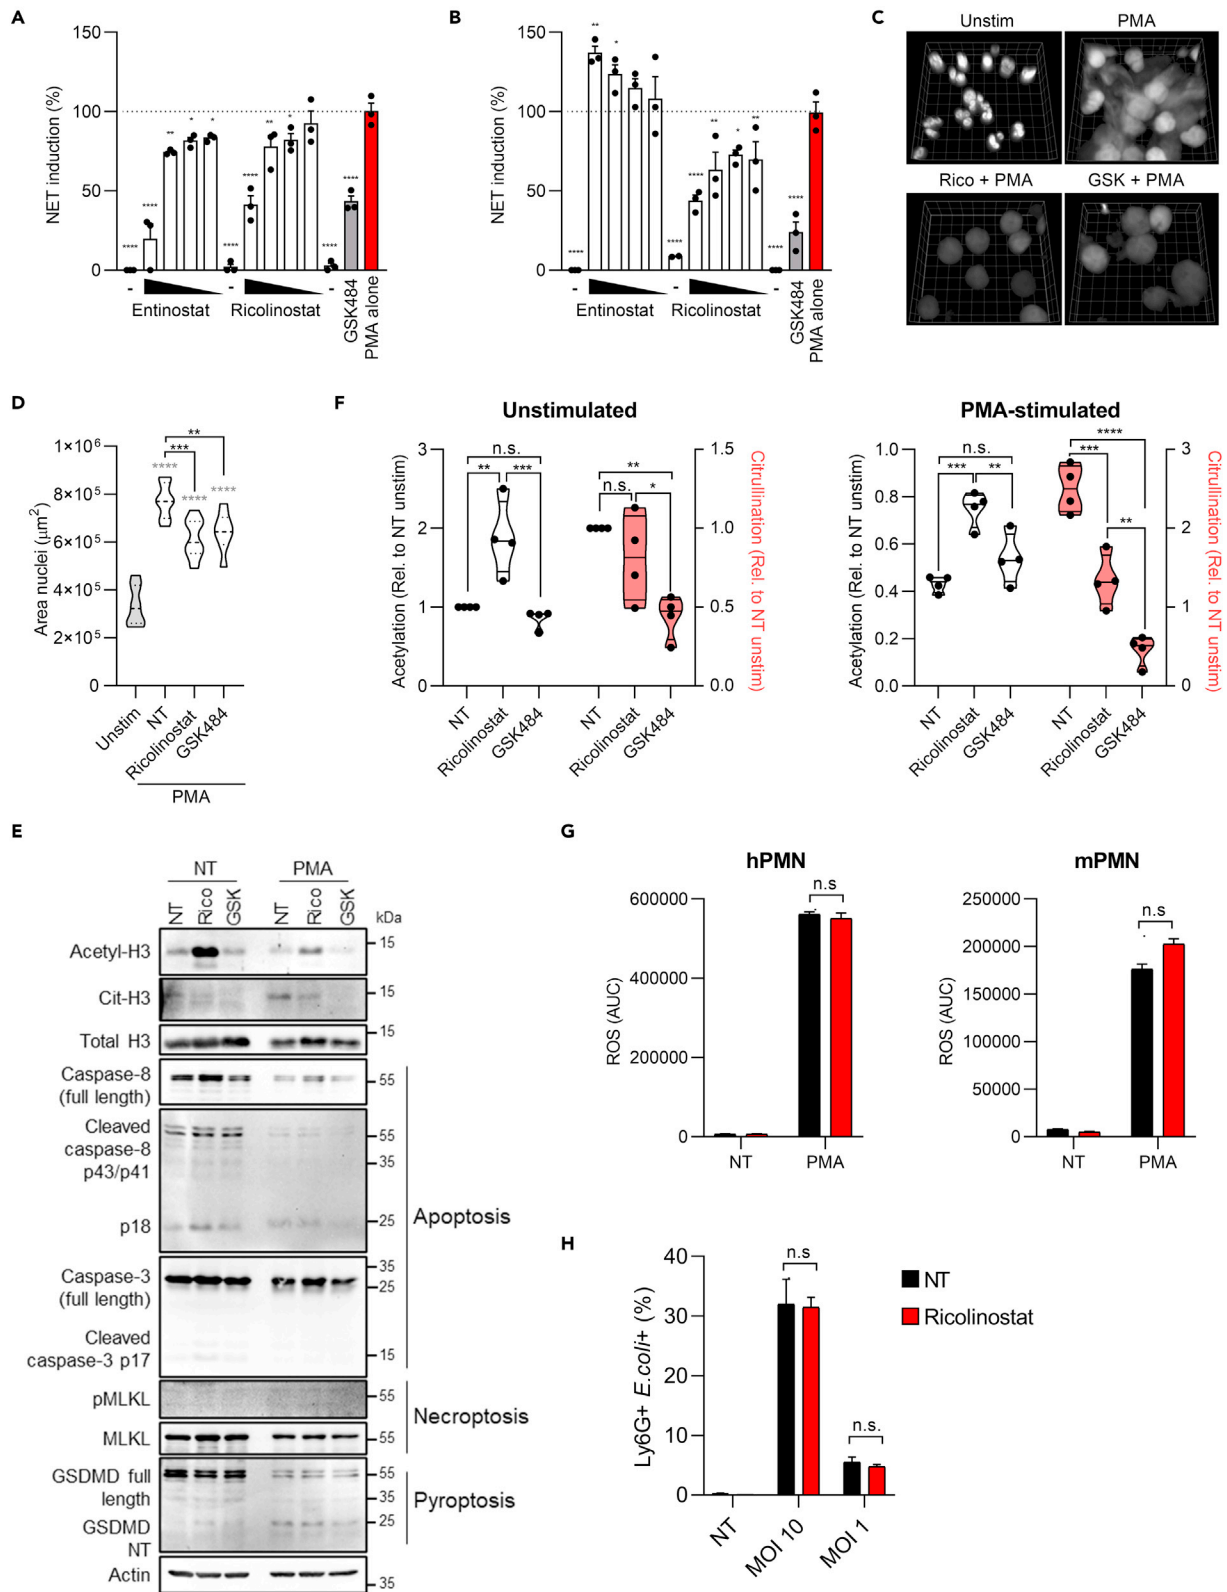 A
150
100
50
0
NET induction (%)
****
****
**
*
*
****
****
**
*
****
****
-
Entinostat
-
Ricolinostat
-
GSK484
PMA alone
B
150
100
50
0
NET induction (%)
****
**
*
****
****
**
*
**
****
****
-
Entinostat
-
Ricolinostat
-
GSK484
PMA alone
C
Unstim
PMA
Rico + PMA
GSK + PMA
D
1×10⁶
8×10⁵
6×10⁵
4×10⁵
2×10⁵
0
Area nuclei (μm²)
**
***
****
****
****
Unstim
NT
Ricolinostat
GSK484
PMA
F
Unstimulated
3
2
1
0
Acetylation (Rel. to NT unstim)
n.s.
**
***
**
n.s.
*
1.5
1.0
0.5
0.0
Citrullination (Rel. to NT unstim)
NT
Ricolinostat
GSK484
NT
Ricolinostat
GSK484
PMA-stimulated
1.0
0.8
0.6
0.4
0.2
0.0
Acetylation (Rel. to NT unstim)
n.s.
***
**
****
***
**
3
2
1
0
Citrullination (Rel. to NT unstim)
NT
Ricolinostat
GSK484
NT
Ricolinostat
GSK484
E
NT
PMA
NT
Rico
GSK
NT
Rico
GSK
kDa
Acetyl-H3
15
Cit-H3
15
Total H3
15
Caspase-8
(full length)
55
Cleaved
caspase-8
p43/p41
55
35
p18
25
Caspase-3
(full length)
35
25
Cleaved
caspase-3 p17
15
Apoptosis
pMLKL
55
MLKL
55
Necroptosis
GSDMD full
length
55
35
GSDMD
NT
25
Pyroptosis
Actin
35
G
hPMN
600000
400000
200000
0
ROS (AUC)
n.s
NT
PMA
mPMN
250000
200000
150000
100000
50000
0
ROS (AUC)
n.s
NT
PMA
H
40
30
20
10
0
Ly6G+ E.coli+ (%)
n.s
n.s.
NT
MOI 10
MOI 1
NT
Ricolinostat